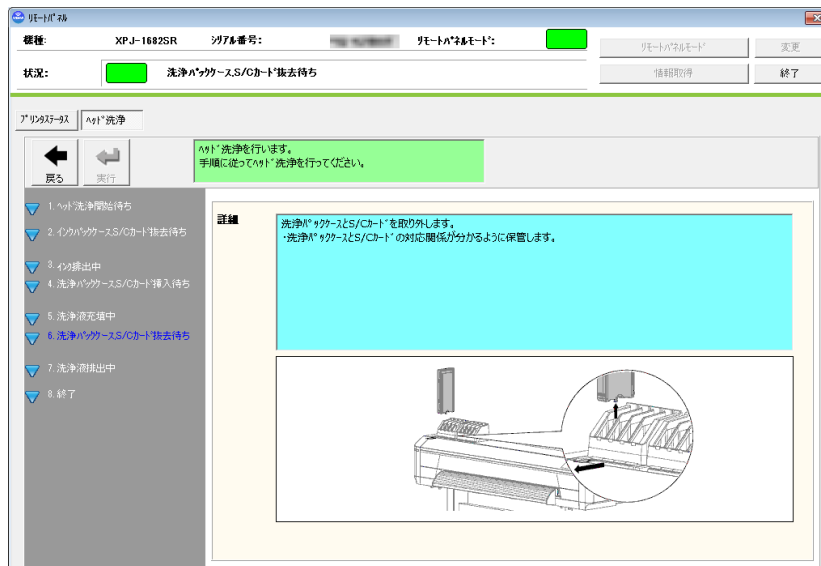 リモートパネル
機種: XPJ-1682SR シリアル番号: リモートパネルモード:
リモートパネルモード 変更
状況: 洗浄パックケース,S/Cカード抜去待ち
情報取得 終了
プリンタステータス ヘッド洗浄
戻る 実行
ヘッド洗浄を行います。
手順に従ってヘッド洗浄を行ってください。
1. ヘッド洗浄開始待ち
2. インクパックケース,S/Cカード抜去待ち
3. インク排出中
4. 洗浄パックケース,S/Cカード挿入待ち
5. 洗浄液充填中
6. 洗浄パックケース,S/Cカード抜去待ち
7. 洗浄液排出中
8. 終了
詳細
洗浄パックケースとS/Cカードを取り外します。
・洗浄パックケースとS/Cカードの対応関係が分かるように保管します。